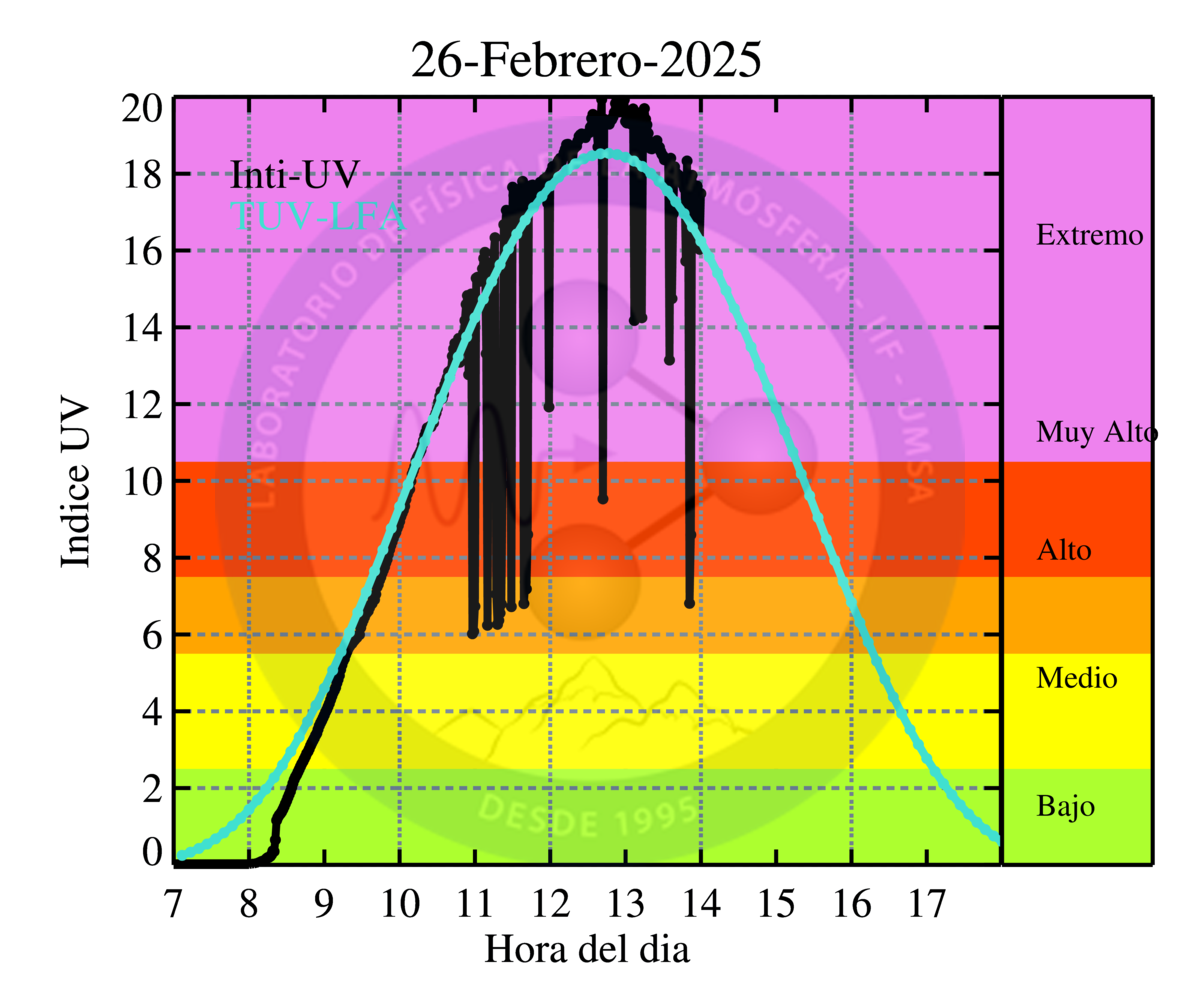 26-Febrero-2025
20
18
16
14
12
10
8
6
4
2
0
Indice UV
Inti-UV
TUV-LFA
LABORATORIO DE FÍSICA DE LA ATMÓSFERA - IIF - UMSA
DESDE 1995
Extremo
Muy Alto
Alto
Medio
Bajo
7 8 9 10 11 12 13 14 15 16 17
Hora del dia